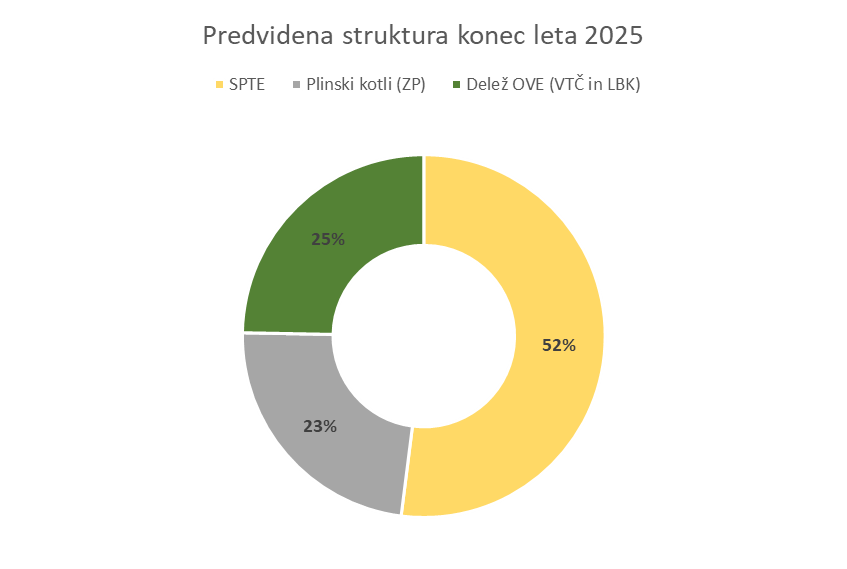 Predvidena struktura konec leta 2025
SPTE Plinski kotli (ZP) Delež OVE (VTČ in LBK)
25%
52%
23%